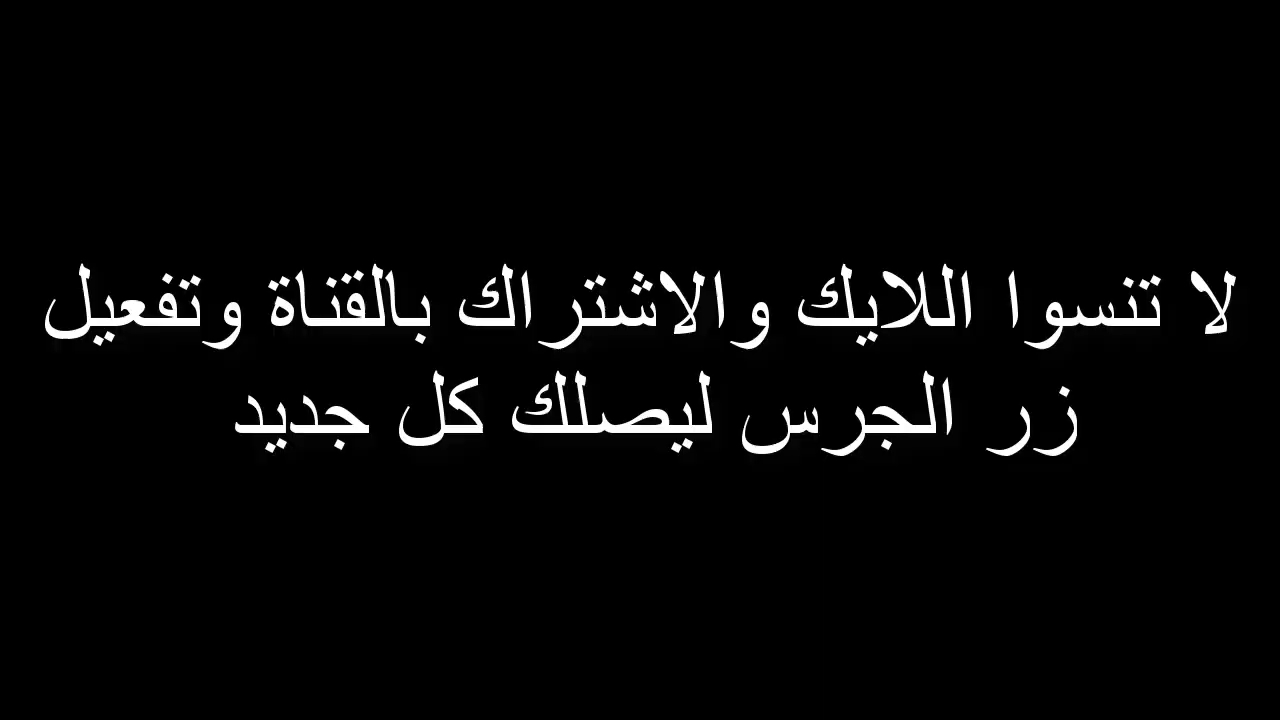 لا تنسوا اللايك والاشتراك بالقناة وتفعيل
زر الجرس ليصلك كل جديد